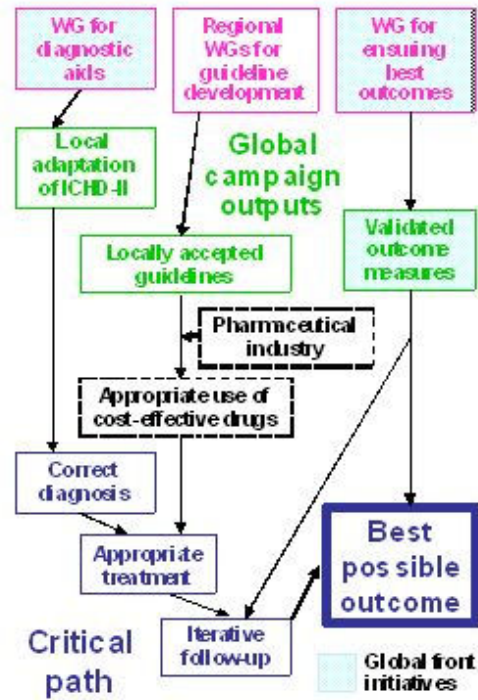 WG for
diagnostic
aids
Regional
WGs for
guideline
development
WG for
ensuring
best
outcomes
Local
adaptation
of ICHD-II
Global
campaign
outputs
Locally accepted
guidelines
Validated
outcome
measures
Pharmaceutical
industry
Appropriate use of
cost-effective drugs
Correct
diagnosis
Appropriate
treatment
Iterative
follow-up
Best
possible
outcome
Critical
path
Global front
initiatives